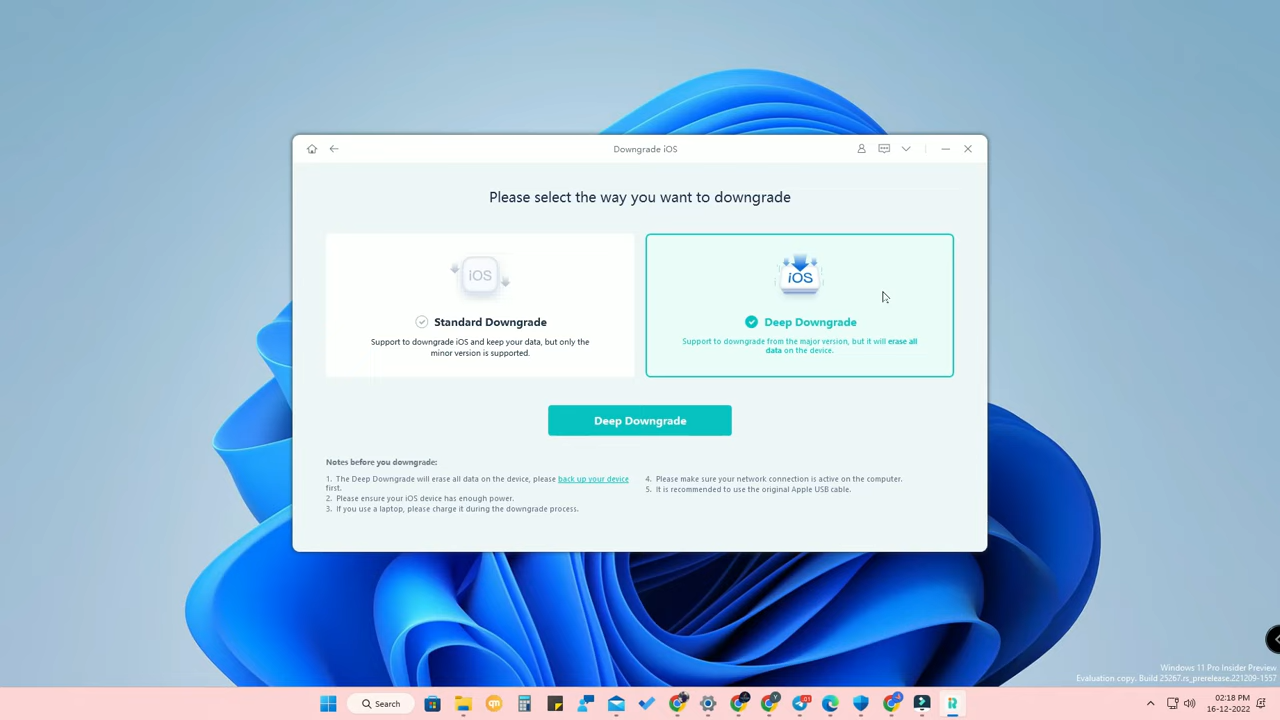 Downgrade iOS
Please select the way you want to downgrade
iOS
Standard Downgrade
Support to downgrade iOS and keep your data, but only the
minor version is supported.
iOS
Deep Downgrade
Support to downgrade from the major version, but it will erase all
data on the device.
Deep Downgrade
Notes before you downgrade:
1. The Deep Downgrade will erase all data on the device, please back up your device
first.
2. Please ensure your iOS device has enough power.
3. If you use a laptop, please charge it during the downgrade process.
4. Please make sure your network connection is active on the computer.
5. It is recommended to use the original Apple USB cable.
Windows 11 Pro Insider Preview
Evaluation copy. Build 25267.rs_prerelease.221209-1557
Search
02:18 PM
16-12-2022